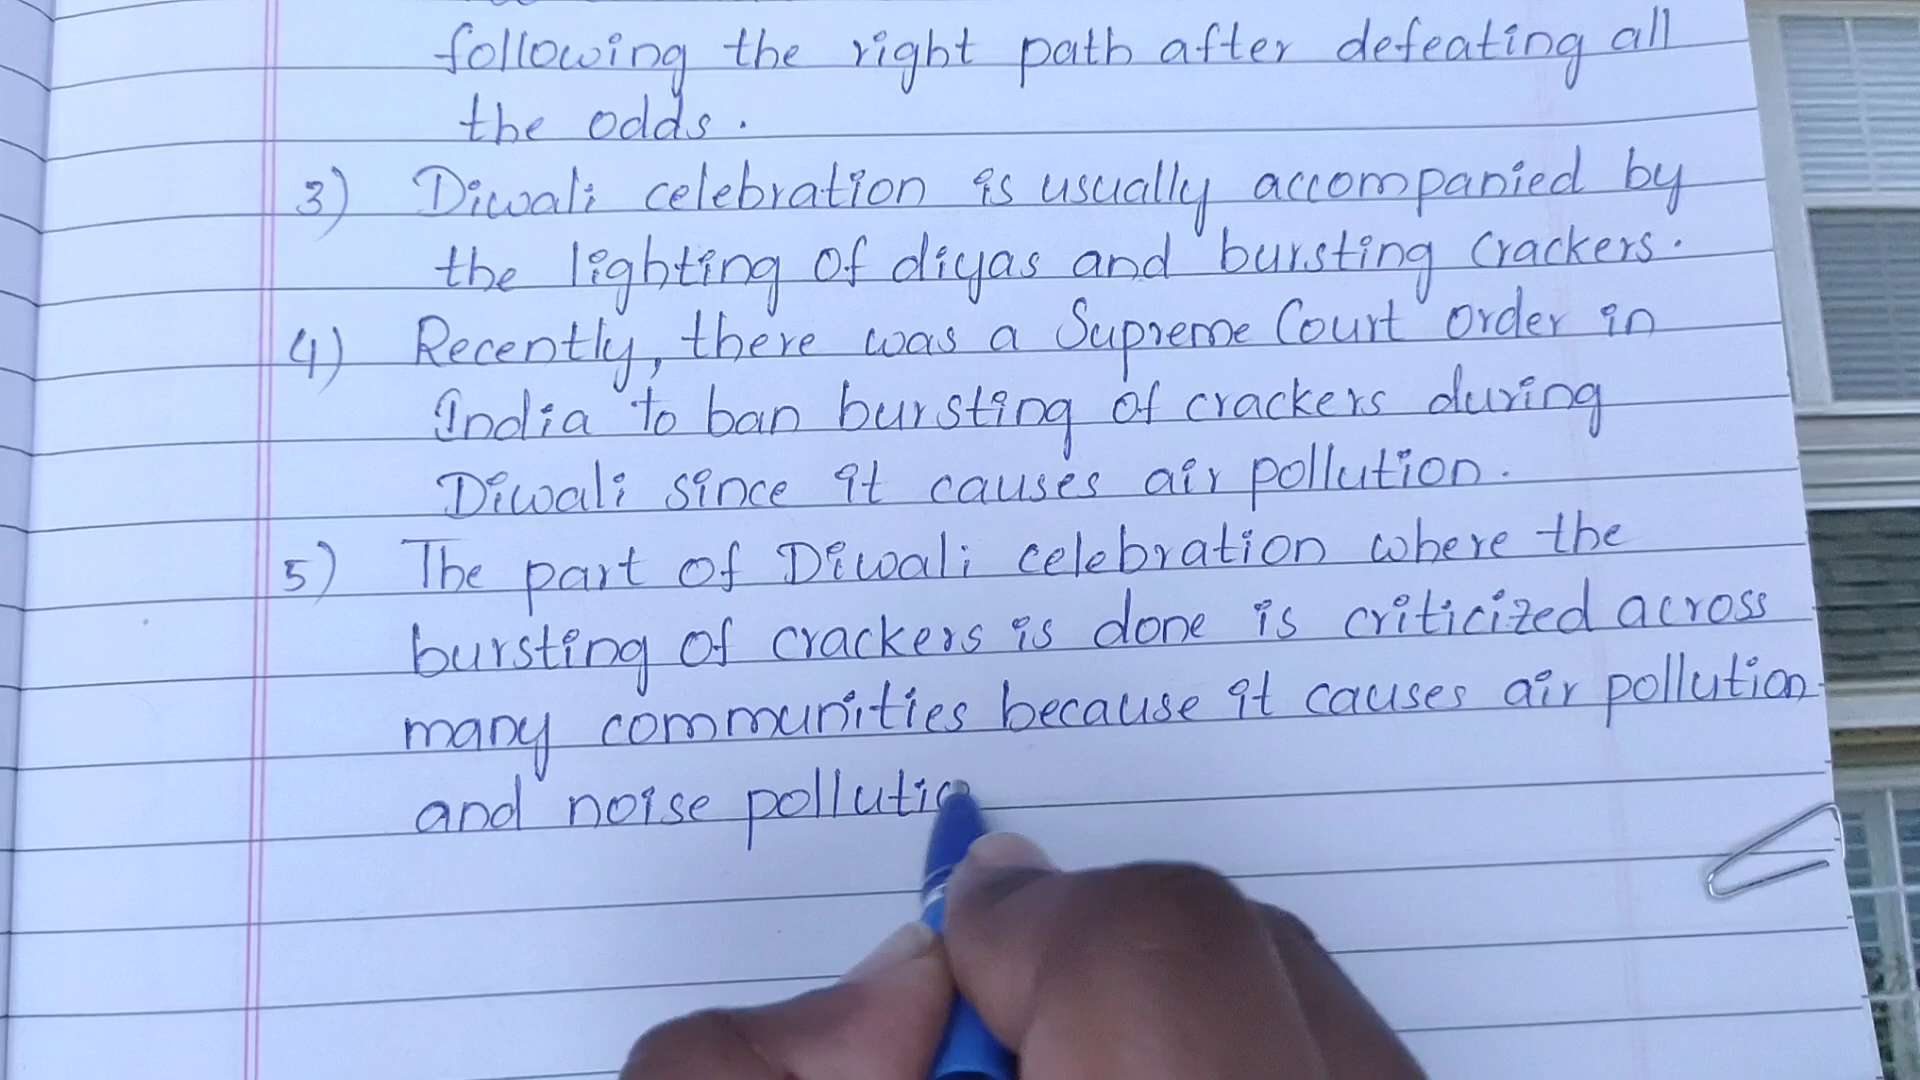 following the right path after defeating all
the odds.
3) Diwali celebration is usually accompanied by
the lighting of diyas and bursting crackers.
4) Recently, there was a Supreme Court order in
India to ban bursting of crackers during
Diwali since it causes air pollution.
5) The part of Diwali celebration where the
bursting of crackers is done is criticized across
many communities because it causes air pollution
and noise pollutio